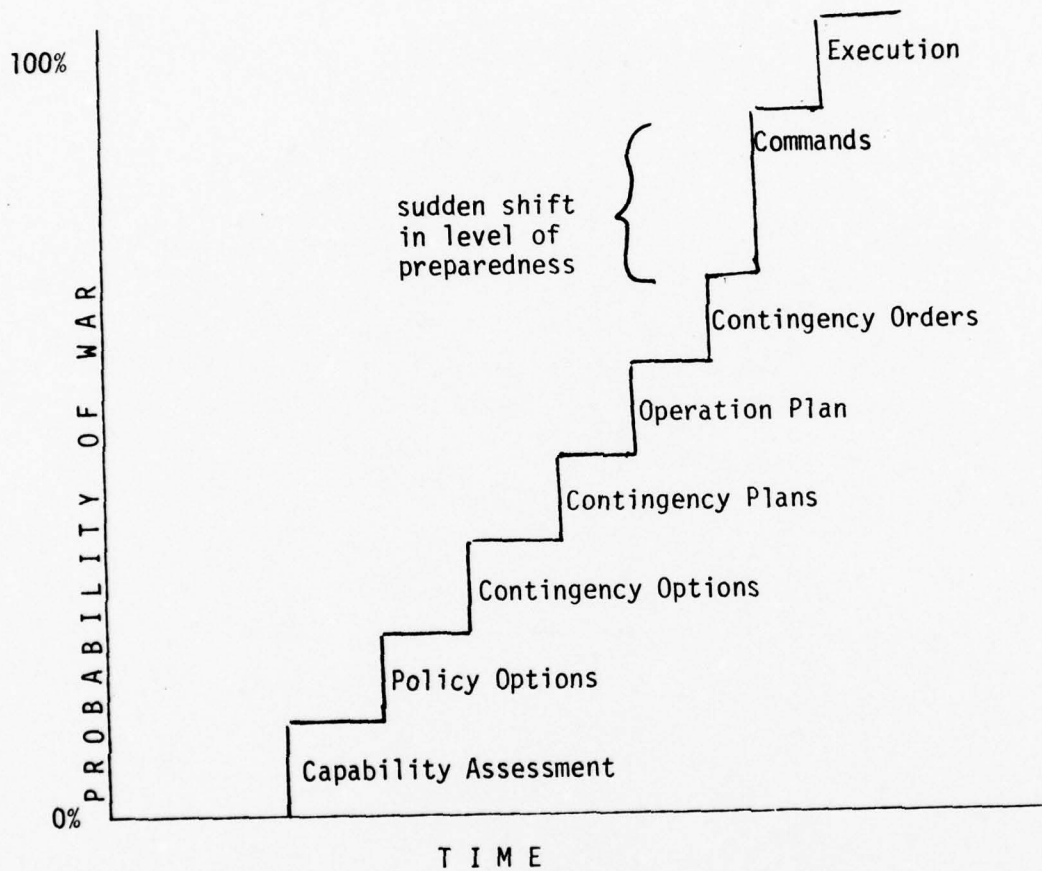 100%
Execution
Commands
sudden shift
in level of
preparedness
Contingency Orders
Operation Plan
Contingency Plans
Contingency Options
Policy Options
Capability Assessment
0%
PROBABILITY OF WAR
TIME